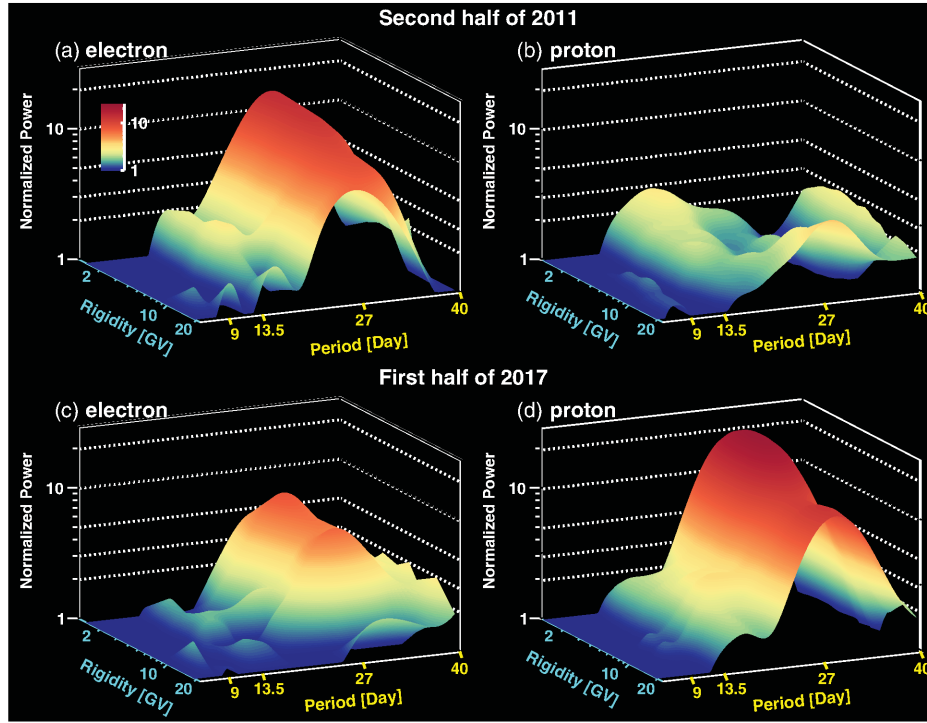 Second half of 2011
(a) electron
(b) proton
Normalized Power
10
1
10
1
2
10
20
Rigidity [GV]
9
13.5
27
40
Period [Day]
Normalized Power
10
1
2
10
20
Rigidity [GV]
9
13.5
27
40
Period [Day]
First half of 2017
(c) electron
(d) proton
Normalized Power
10
1
2
10
20
Rigidity [GV]
9
13.5
27
40
Period [Day]
Normalized Power
10
1
2
10
20
Rigidity [GV]
9
13.5
27
40
Period [Day]